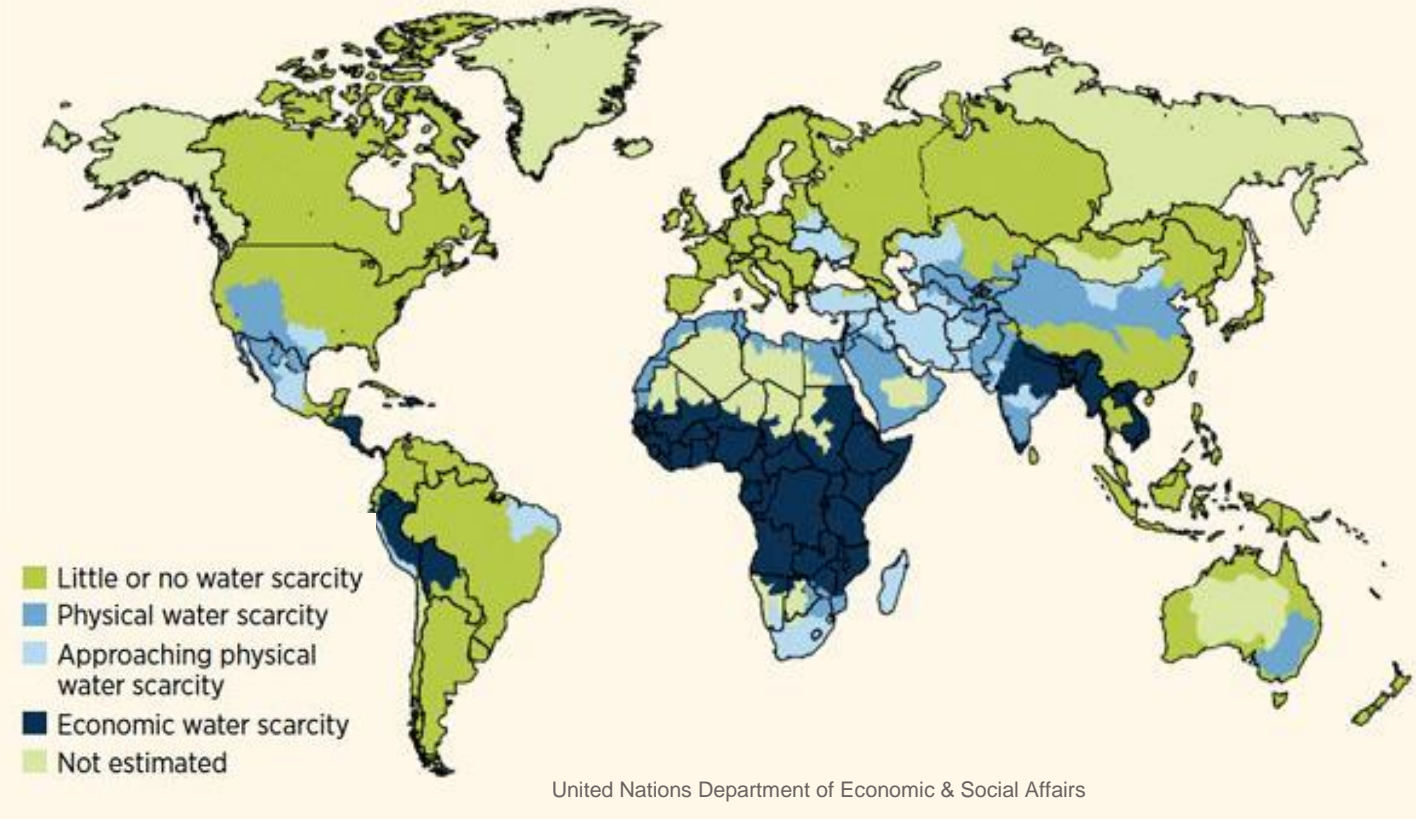 Little or no water scarcity
Physical water scarcity
Approaching physical
water scarcity
Economic water scarcity
Not estimated
United Nations Department of Economic & Social Affairs